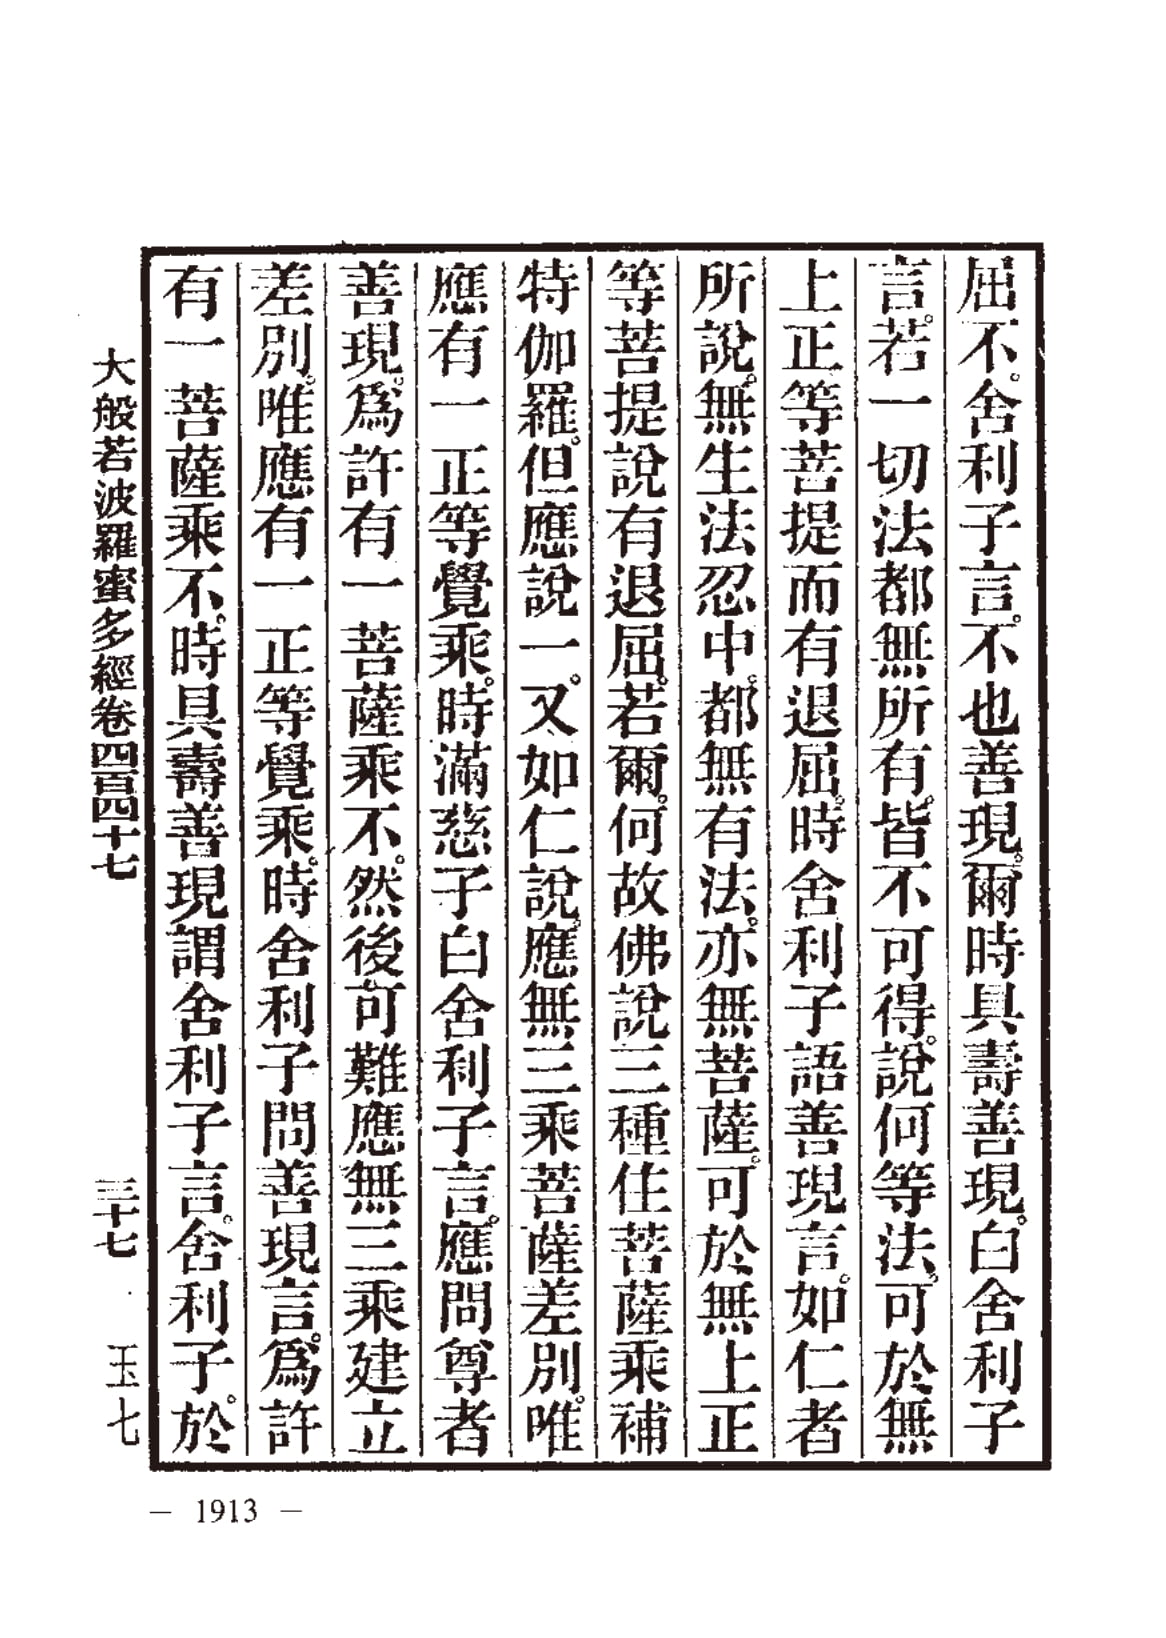 屈不。舍利子言。不也善現。爾時具壽善現。白舍利子
言。若一切法都無所有。皆不可得。說何等法。可於無
上正等菩提而有退屈。時舍利子語善現言。如仁者
所說。無生法忍中。都無有法。亦無菩薩。可於無上正
等菩提說有退屈。若爾。何故佛說三種住菩薩乘補
特伽羅。但應說一。又如仁說。應無三乘菩薩差別。唯
應有一正等覺乘。時滿慈子白舍利子言。應問尊者
善現。爲許有一菩薩乘不。然後可難應無三乘建立
差別。唯應有一正等覺乘。時舍利子問善現言。爲許
有一菩薩乘不。時具壽善現謂舍利子言。舍利子。於
大般若波羅蜜多經卷四百四十七 三十七 玉七
— 1913 —